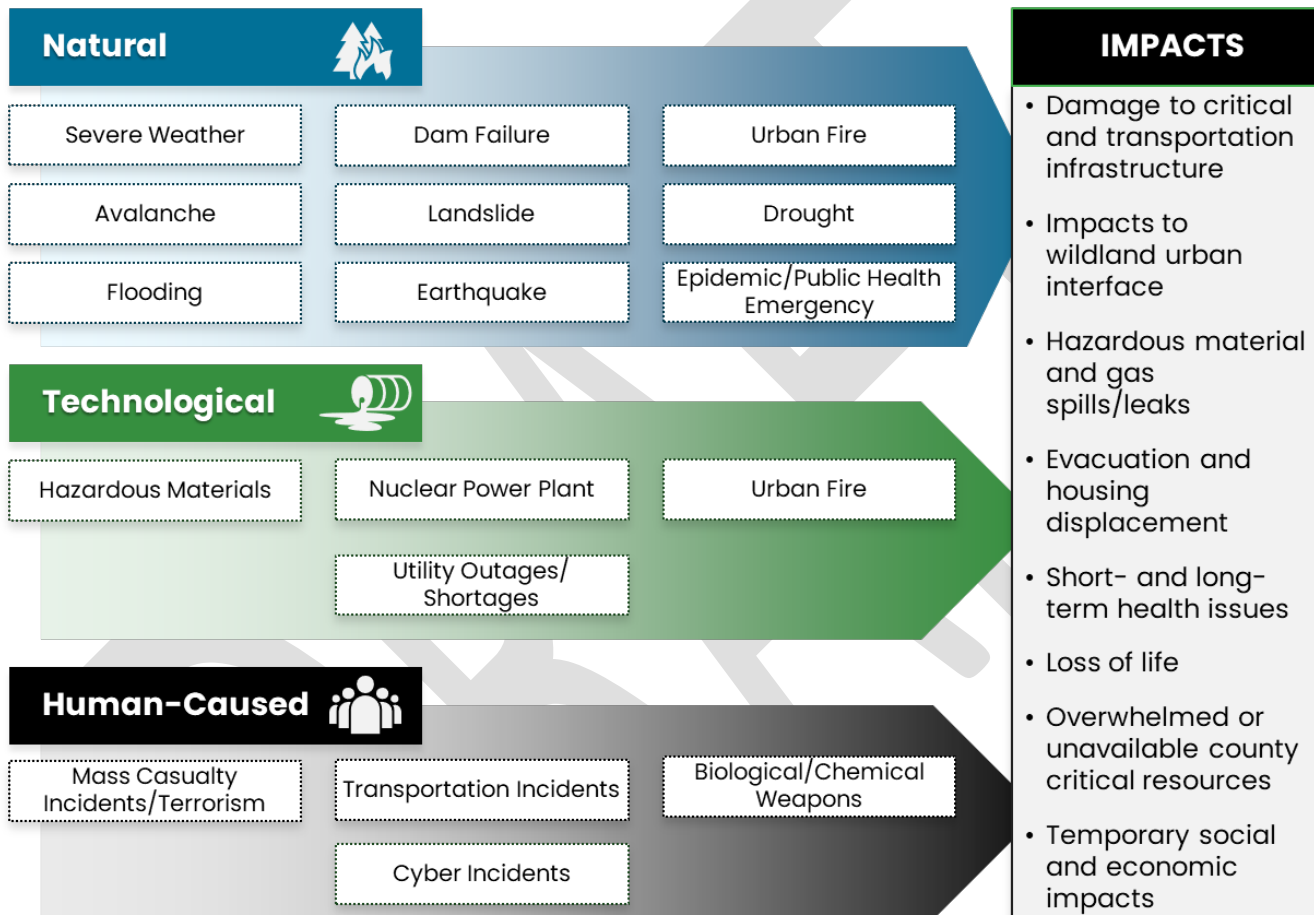 Natural
Severe Weather
Dam Failure
Urban Fire
Avalanche
Landslide
Drought
Flooding
Earthquake
Epidemic/Public Health
Emergency
Technological
Hazardous Materials
Nuclear Power Plant
Urban Fire
Utility Outages/
Shortages
Human-Caused
Mass Casualty
Incidents/Terrorism
Transportation Incidents
Biological/Chemical
Weapons
Cyber Incidents
IMPACTS
• Damage to critical
and transportation
infrastructure
• Impacts to
wildland urban
interface
• Hazardous material
and gas
spills/leaks
• Evacuation and
housing
displacement
• Short- and long-
term health issues
• Loss of life
• Overwhelmed or
unavailable county
critical resources
• Temporary social
and economic
impacts